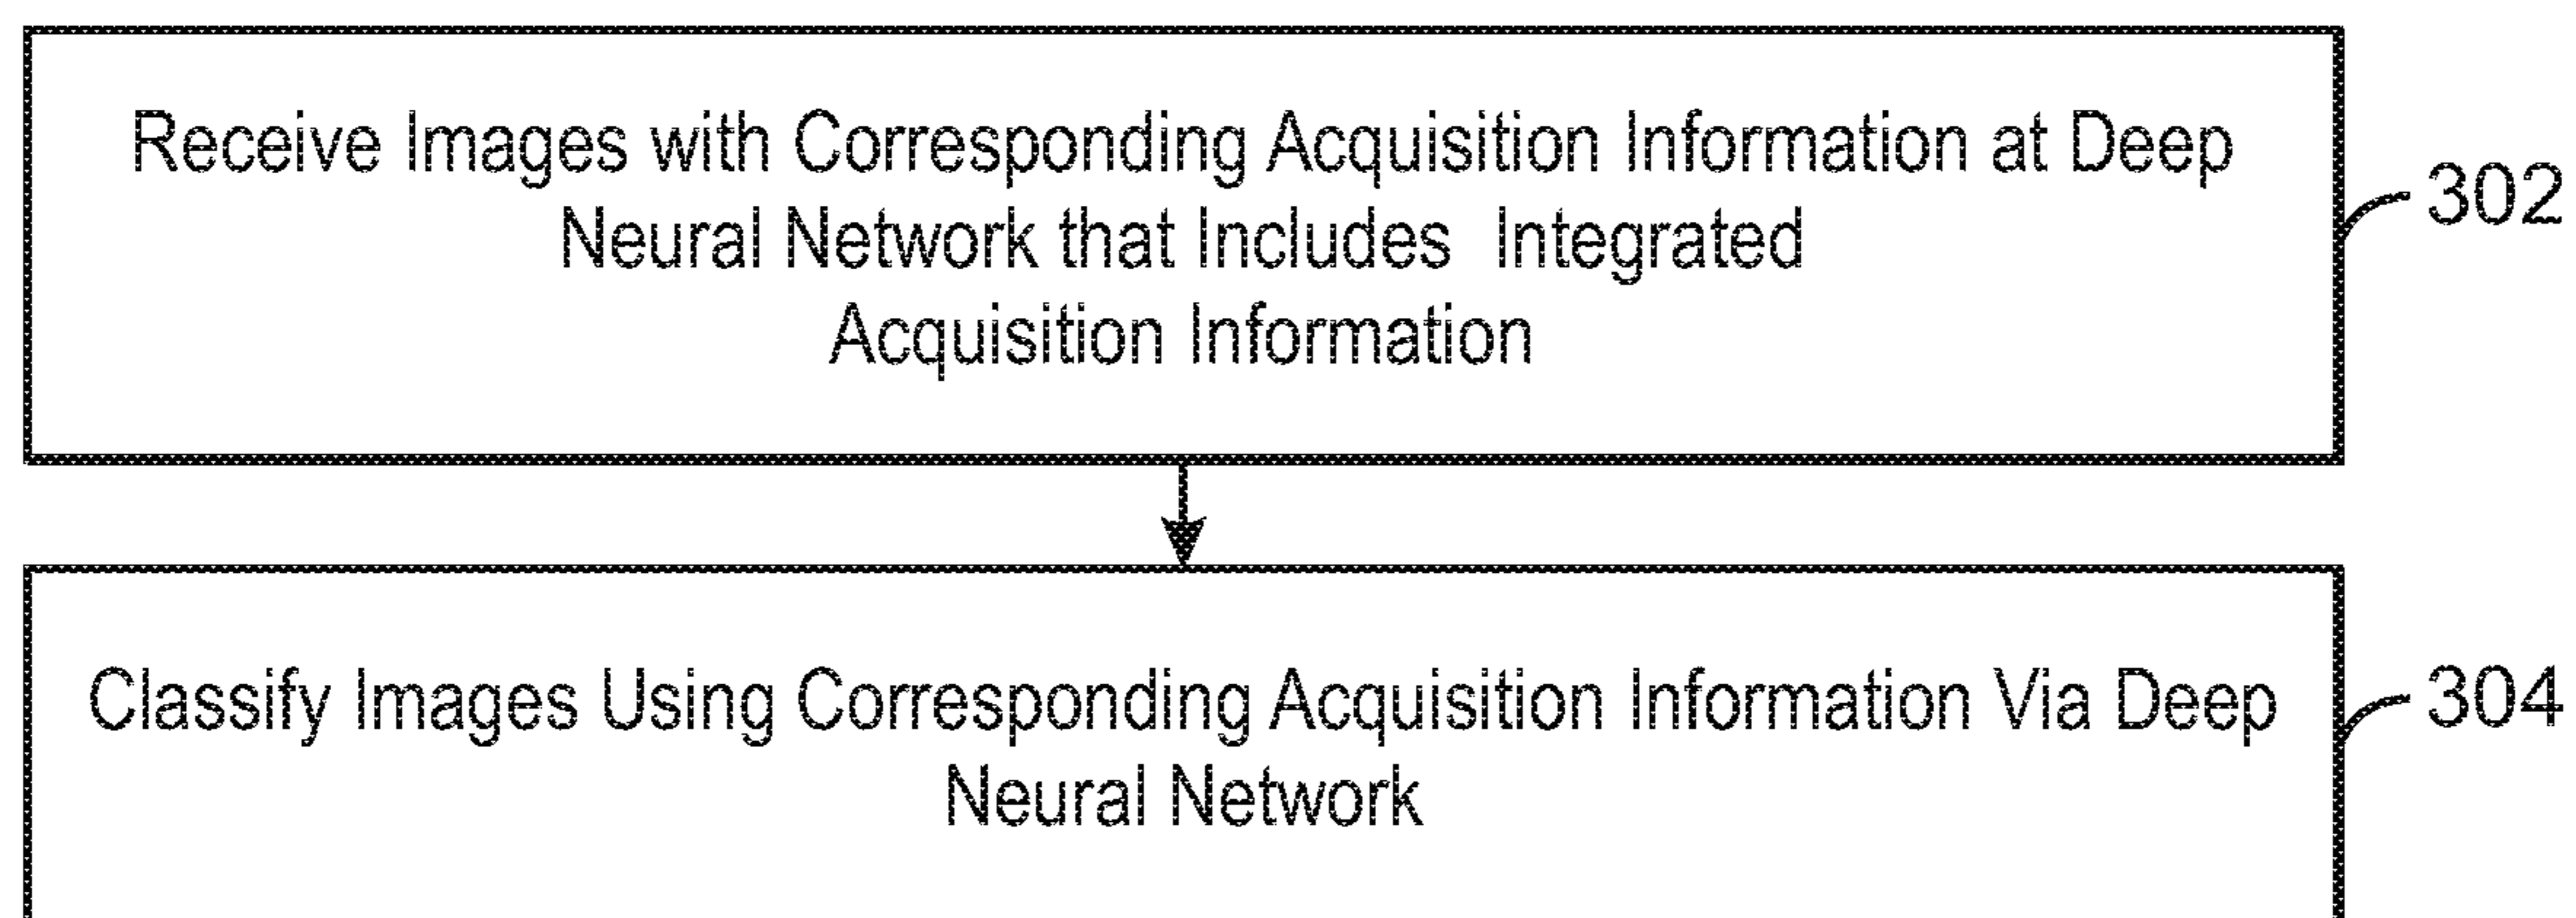 Receive Images with Corresponding Acquisition Information at Deep
Neural Network that Includes Integrated
Acquisition Information
302
Classify Images Using Corresponding Acquisition Information Via Deep
Neural Network
304